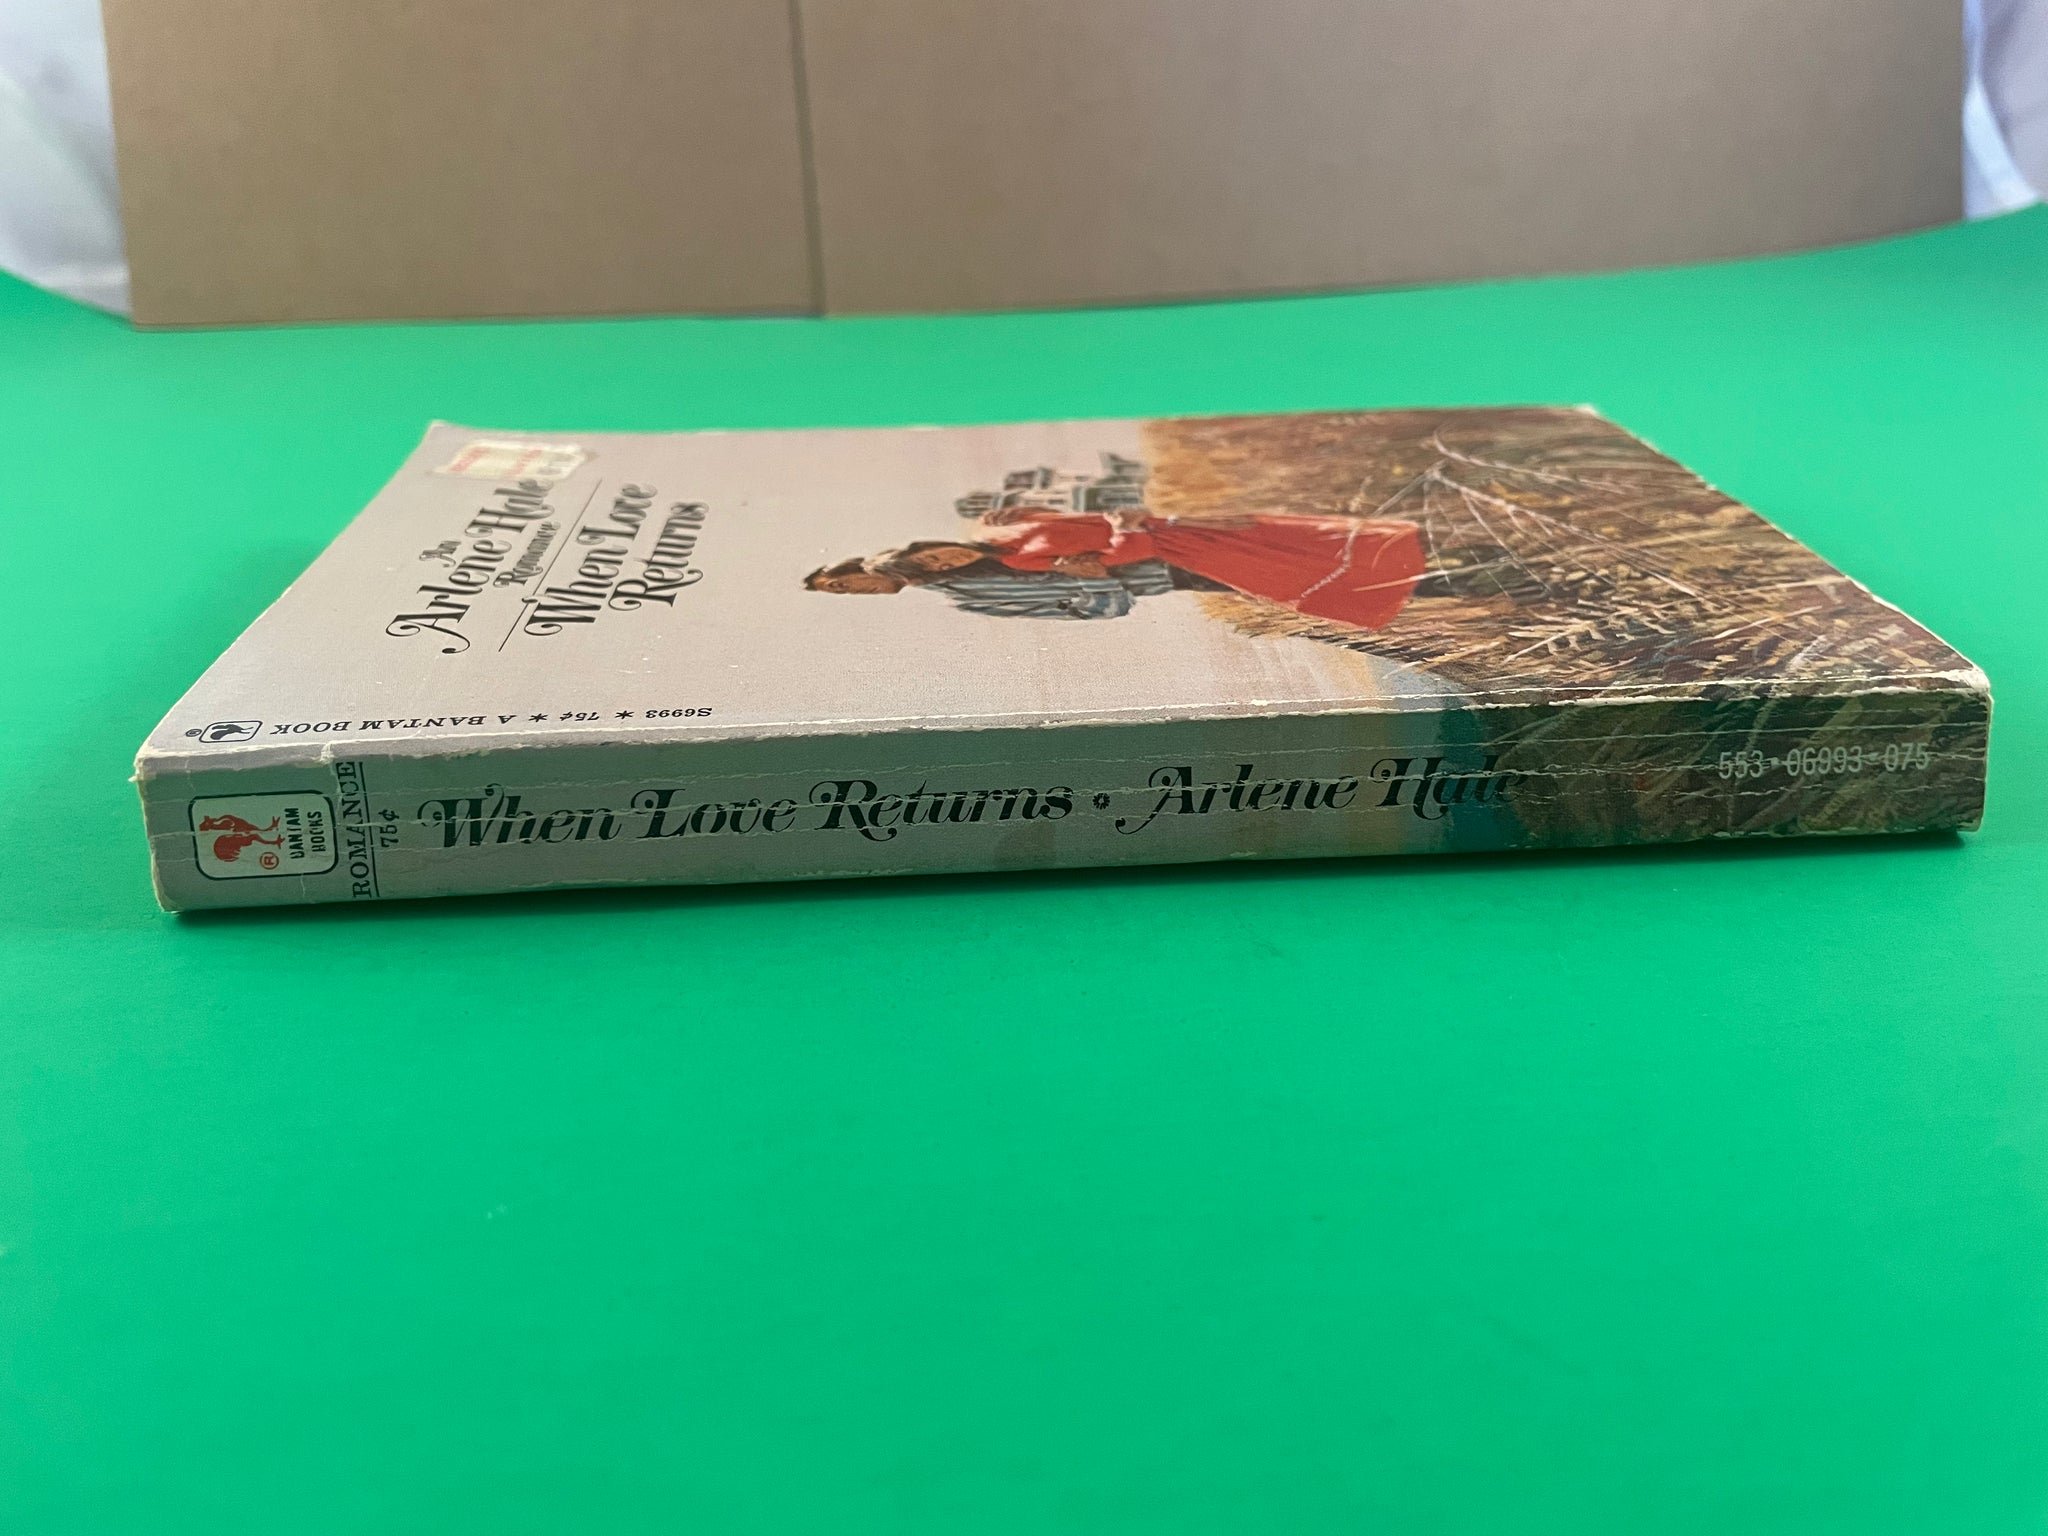 An
Arlene Hale
Romance
When Love
Returns
S6993 * 75¢ * A BANTAM BOOK ®
®
BANTAM
BOOKS
ROMANCE
75¢
When Love Returns • Arlene Hale
553-06993-075